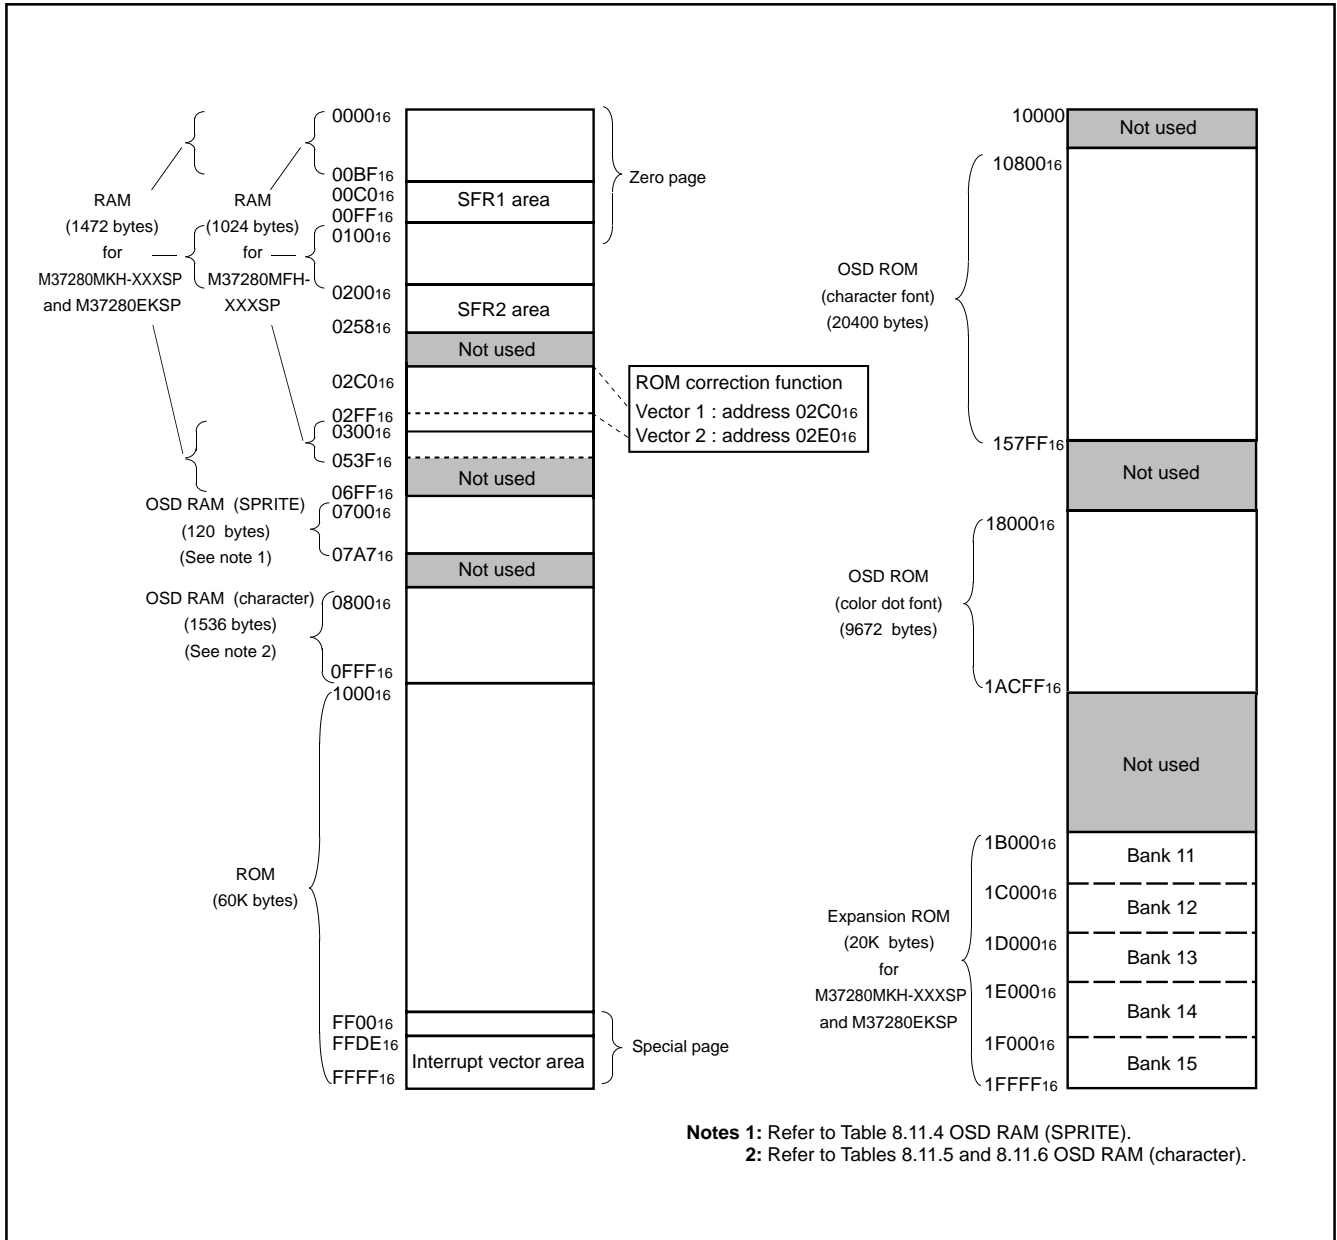 000016
00BF16
00C016
00FF16
010016
020016
025816
02C016
02FF16
030016
053F16
06FF16
070016
07A716
080016
0FFF16
100016
FF0016
FFDE16
FFFF16
RAM
(1472 bytes)
for
M37280MKH-XXXSP
and M37280EKSP
RAM
(1024 bytes)
for
M37280MFH-
XXXSP
SFR1 area
SFR2 area
Not used
Not used
Not used
Interrupt vector area
Zero page
ROM correction function
Vector 1 : address 02C016
Vector 2 : address 02E016
OSD RAM (SPRITE)
(120 bytes)
(See note 1)
OSD RAM (character)
(1536 bytes)
(See note 2)
ROM
(60K bytes)
Special page
10000
1080016
157FF16
1800016
1ACFF16
1B00016
1C00016
1D00016
1E00016
1F00016
1FFFF16
Not used
OSD ROM
(character font)
(20400 bytes)
Not used
OSD ROM
(color dot font)
(9672 bytes)
Not used
Bank 11
Bank 12
Bank 13
Bank 14
Bank 15
Expansion ROM
(20K bytes)
for
M37280MKH-XXXSP
and M37280EKSP
Notes 1: Refer to Table 8.11.4 OSD RAM (SPRITE).
2: Refer to Tables 8.11.5 and 8.11.6 OSD RAM (character).